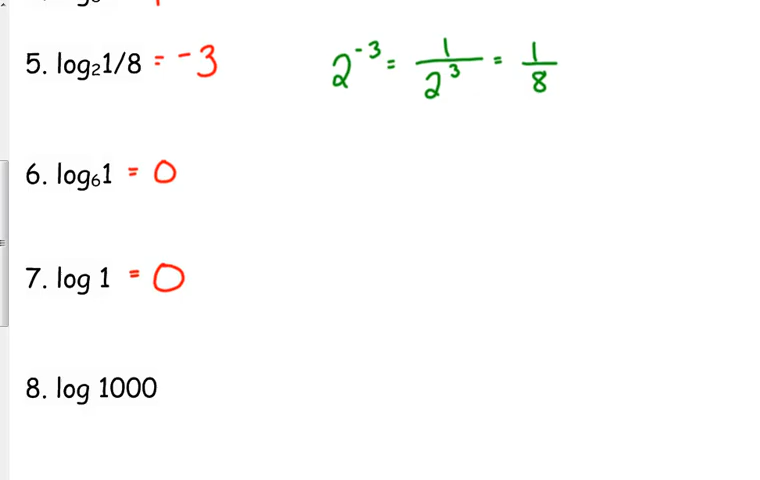 5. log₂1/8 = -3 2⁻³ = 1/2³ = 1/8
6. log₆1 = 0
7. log 1 = 0
8. log 1000